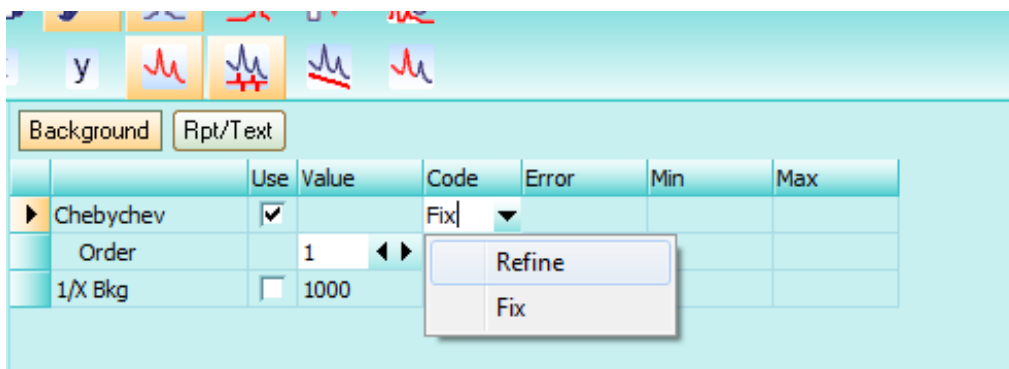 y
Background Rpt/Text
Use Value Code Error Min Max
Chebychev Fix
Order 1
Refine
1/X Bkg 1000
Fix